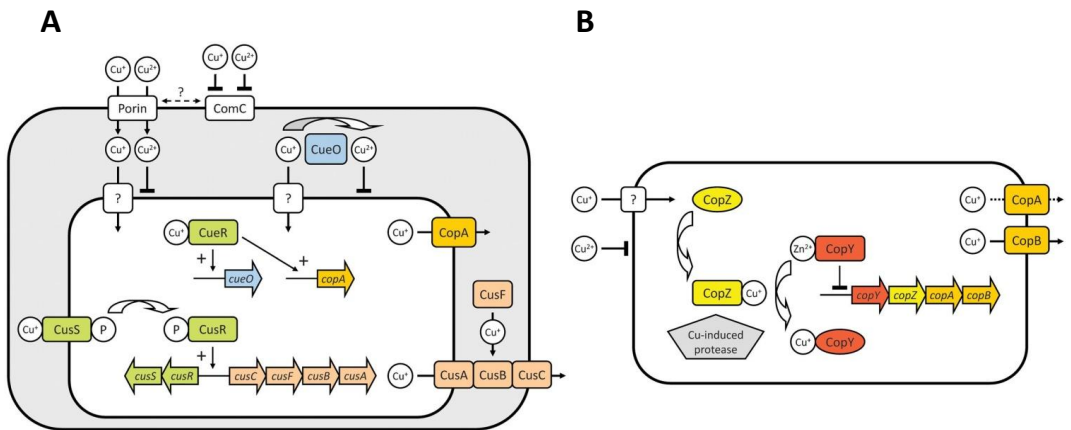 A
Cu⁺ Cu²⁺
Cu⁺ Cu²⁺
?
Porin
ComC
Cu⁺ Cu²⁺
Cu⁺ CueO Cu²⁺
?
?
Cu⁺ CueR
+
+
cueO
copA
Cu⁺ CopA
CusF
Cu⁺
Cu⁺ CusS P
P CusR
+
cusS cusR cusC cusF cusB cusA
Cu⁺ CusA CusB CusC
B
Cu⁺ ?
Cu²⁺
CopZ
CopZ Cu⁺
Cu-induced
protease
Zn²⁺ CopY
copY copZ copA copB
Cu⁺ CopY
Cu⁺ CopA
Cu⁺ CopB